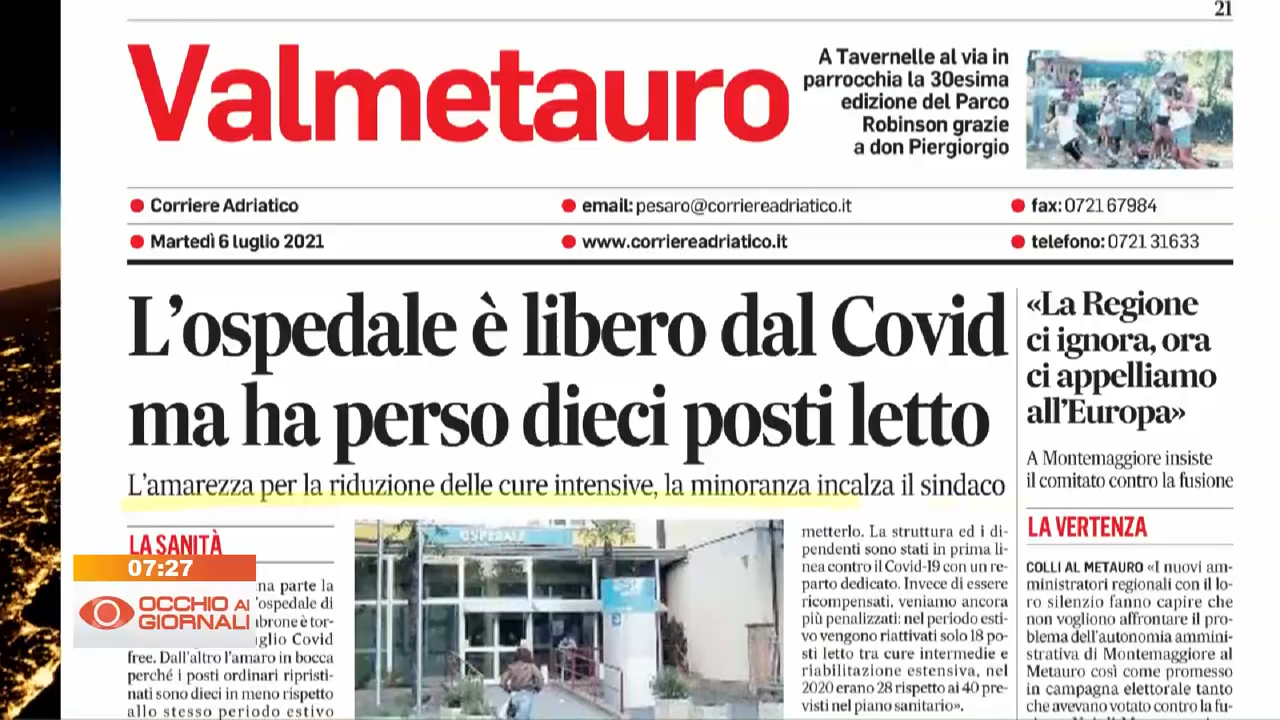 21
Valmetauro
A Tavernelle al via in
parrocchia la 30esima
edizione del Parco
Robinson grazie
a don Piergiorgio
Corriere Adriatico
email: pesaro@corriereadriatico.it
fax: 0721 67984
Martedì 6 luglio 2021
www.corriereadriatico.it
telefono: 0721 31633
L'ospedale è libero dal Covid
ma ha perso dieci posti letto
L'amarezza per la riduzione delle cure intensive, la minoranza incalza il sindaco
LA SANITÀ
07:27
OCCHIO AI
GIORNALI
na parte la
'ospedale di
abrone è tor-
glio Covid
free. Dall'altro l'amaro in bocca
perché i posti ordinari ripristi-
nati sono dieci in meno rispetto
allo stesso periodo estivo
OSPEDALE
metterlo. La struttura ed i di-
pendenti sono stati in prima li-
nea contro il Covid-19 con un re-
parto dedicato. Invece di essere
ricompensati, veniamo ancora
più penalizzati: nel periodo esti-
vo vengono riattivati solo 18 po-
sti letto tra cure intermedie e
riabilitazione estensiva, nel
2020 erano 28 rispetto ai 40 pre-
visti nel piano sanitario».
«La Regione
ci ignora, ora
ci appelliamo
all'Europa»
A Montemaggiore insiste
il comitato contro la fusione
LA VERTENZA
COLLI AL METAURO «I nuovi am-
ministratori regionali con il lo-
ro silenzio fanno capire che
non vogliono affrontare il pro-
blema dell'autonomia ammini-
strativa di Montemaggiore al
Metauro così come promesso
in campagna elettorale tanto
che avevano votato contro la fu-